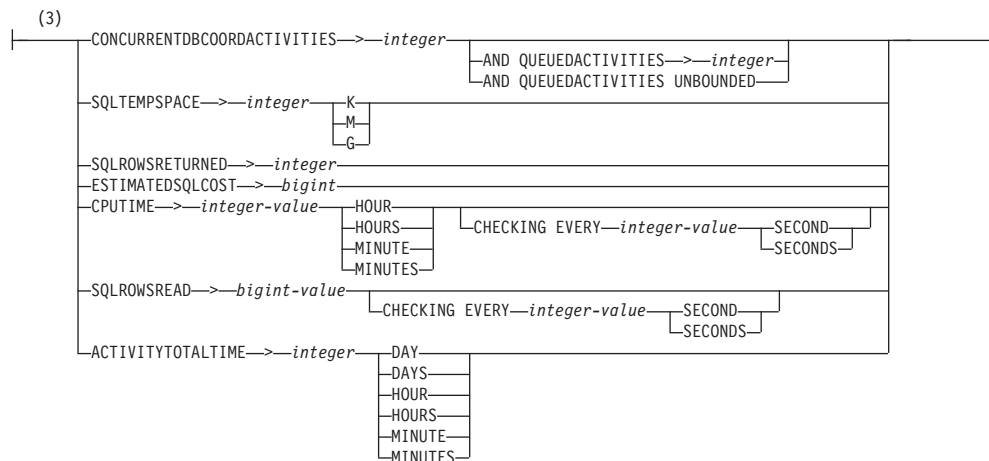 (3)
CONCURRENTDBCOORDACTIVITIES > integer
AND QUEUEDACTIVITIES > integer
AND QUEUEDACTIVITIES UNBOUNDED
SQLTEMPSPACE > integer K
M
G
SQLROWSRETURNED > integer
ESTIMATEDSQLCOST > bigint
CPUTIME > integer-value HOUR
HOURS
MINUTE
MINUTES
CHECKING EVERY integer-value SECOND
SECONDS
SQLROWSREAD > bigint-value
CHECKING EVERY integer-value SECOND
SECONDS
ACTIVITYTOTALTIME > integer DAY
DAYS
HOUR
HOURS
MINUTE
MINUTES